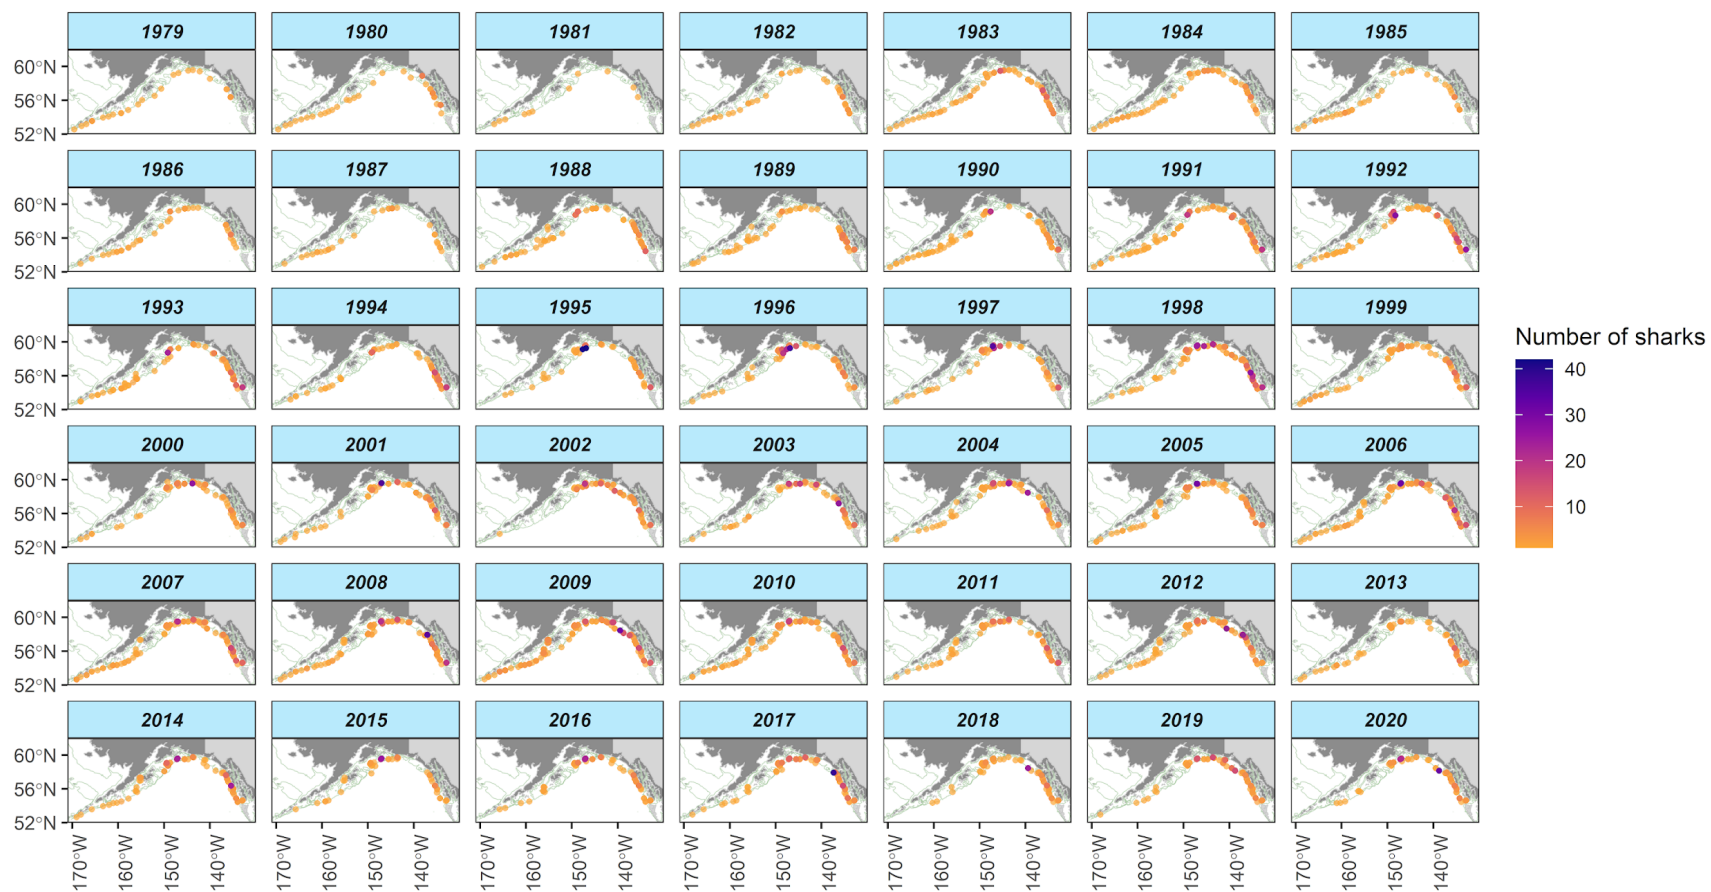 1979 1980 1981 1982 1983 1984 1985
60°N
56°N
52°N
1986 1987 1988 1989 1990 1991 1992
60°N
56°N
52°N
1993 1994 1995 1996 1997 1998 1999
60°N
56°N
52°N
2000 2001 2002 2003 2004 2005 2006
60°N
56°N
52°N
2007 2008 2009 2010 2011 2012 2013
60°N
56°N
52°N
2014 2015 2016 2017 2018 2019 2020
60°N
56°N
52°N
170°W 160°W 150°W 140°W 170°W 160°W 150°W 140°W 170°W 160°W 150°W 140°W 170°W 160°W 150°W 140°W 170°W 160°W 150°W 140°W 170°W 160°W 150°W 140°W 170°W 160°W 150°W 140°W
Number of sharks
40
30
20
10